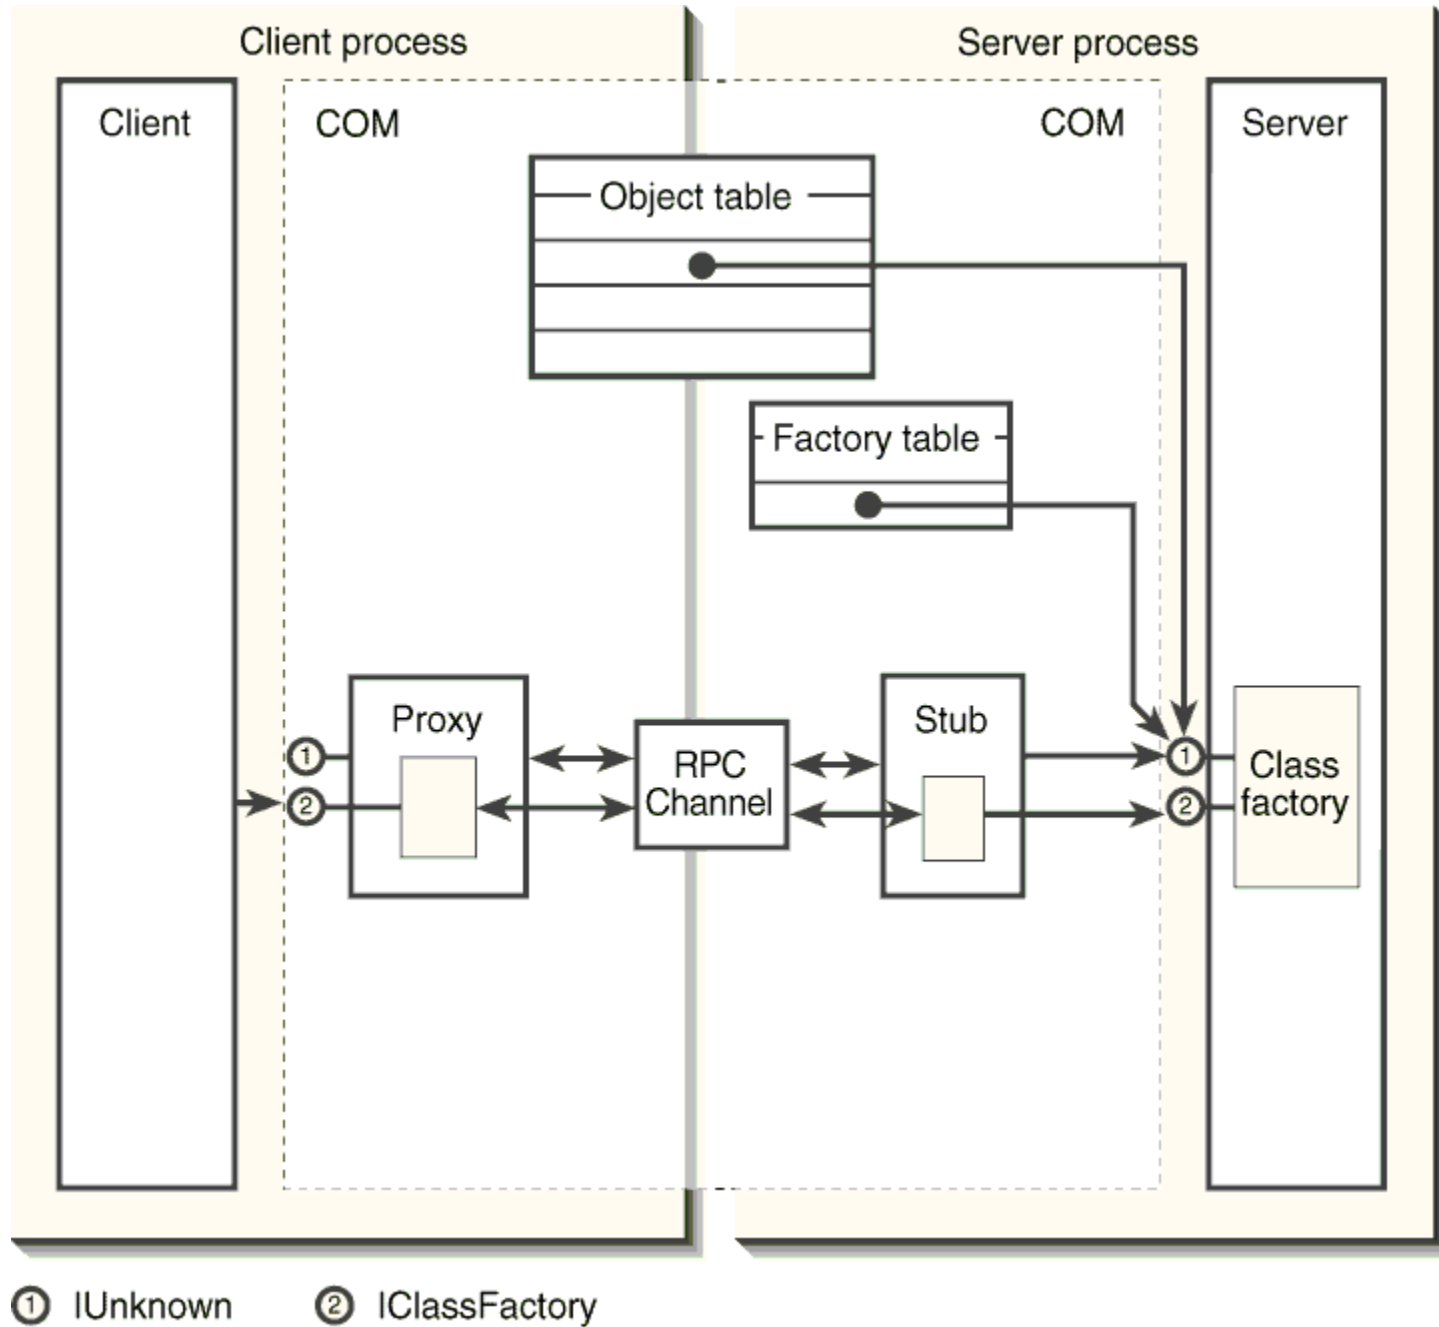 Client process
Server process
Client
COM
COM
Server
Object table
Factory table
Proxy
RPC
Channel
Stub
1
2
1
2
Class
factory
1 IUnknown
2 IClassFactory